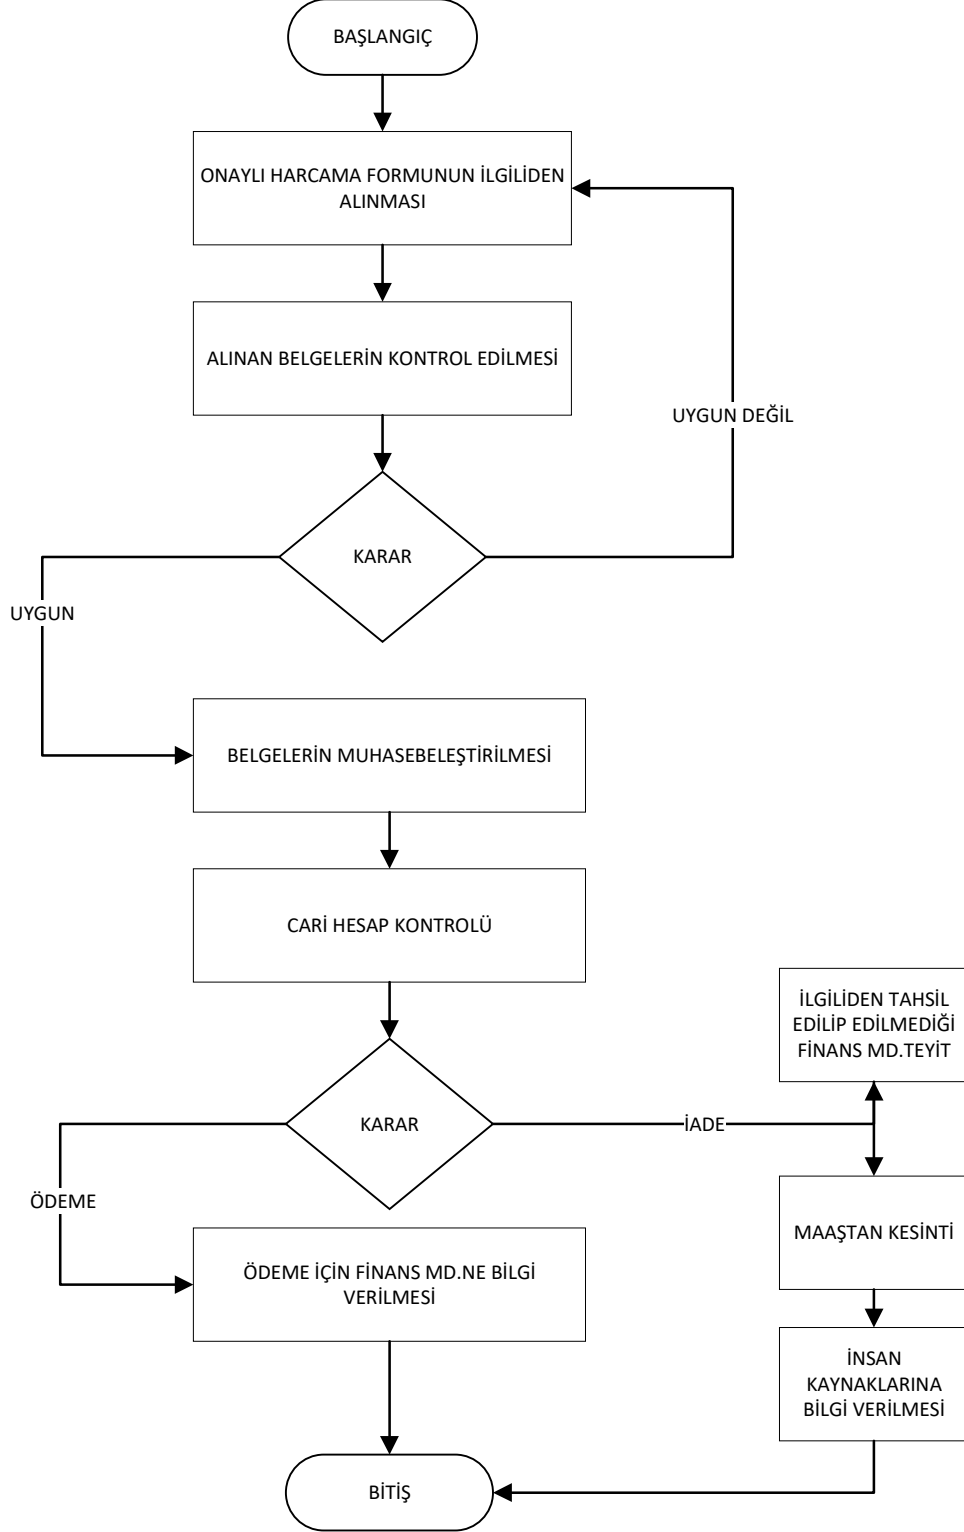 BAŞLANGIÇ
ONAYLI HARCAMA FORMUNUN İLGİLİDEN
ALINMASI
ALINAN BELGELERİN KONTROL EDİLMESİ
UYGUN DEĞİL
KARAR
UYGUN
BELGELERİN MUHASEBELEŞTİRİLMESİ
CARİ HESAP KONTROLÜ
İLGİLİDEN TAHSİL
EDİLİP EDİLMEDİĞİ
FİNANS MD.TEYİT
KARAR
İADE
ÖDEME
MAAŞTAN KESİNTİ
ÖDEME İÇİN FİNANS MD.NE BİLGİ
VERİLMESİ
İNSAN
KAYNAKLARINA
BİLGİ VERİLMESİ
BİTİŞ